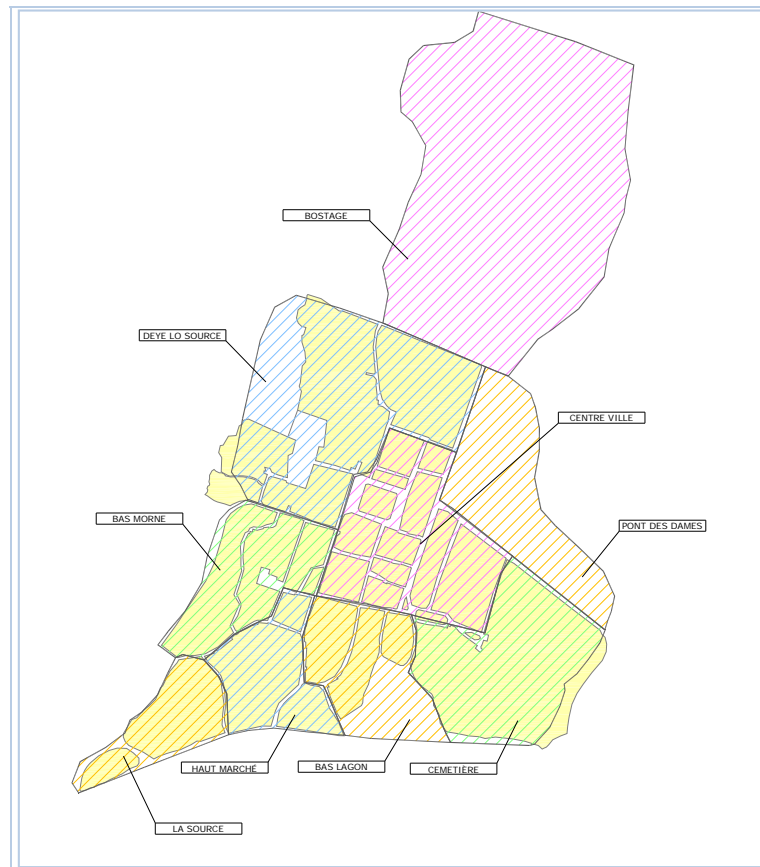 BOSTAGE
DEYE LO SOURCE
CENTRE VILLE
BAS MORNE
PONT DES DAMES
HAUT MARCHÉ
BAS LAGON
CEMETIÈRE
LA SOURCE